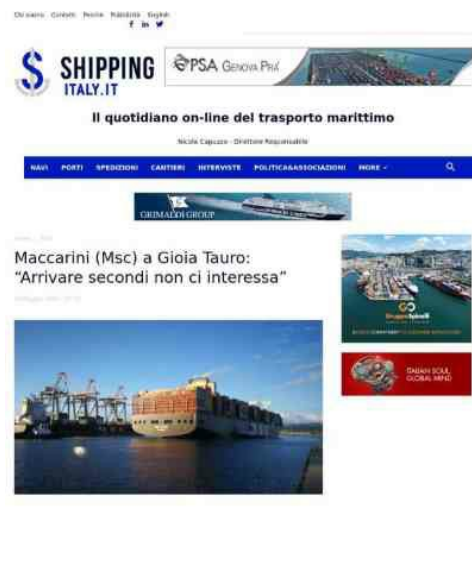 Chi siamo Contatti Perché Pubblicità English
PSA GENOVA PRA'
SHIPPING
ITALY.IT
Il quotidiano on-line del trasporto marittimo
Nicola Capuzzo - Direttore Responsabile
NAVI PORTI SPEDIZIONI CANTIERI INTERVISTE POLITICA&ASSOCIAZIONI MORE
GRIMALDI GROUP
Maccarini (Msc) a Gioia Tauro:
“Arrivare secondi non ci interessa”
GruppoSpinelli
ITALIAN SOUL,
GLOBAL MIND